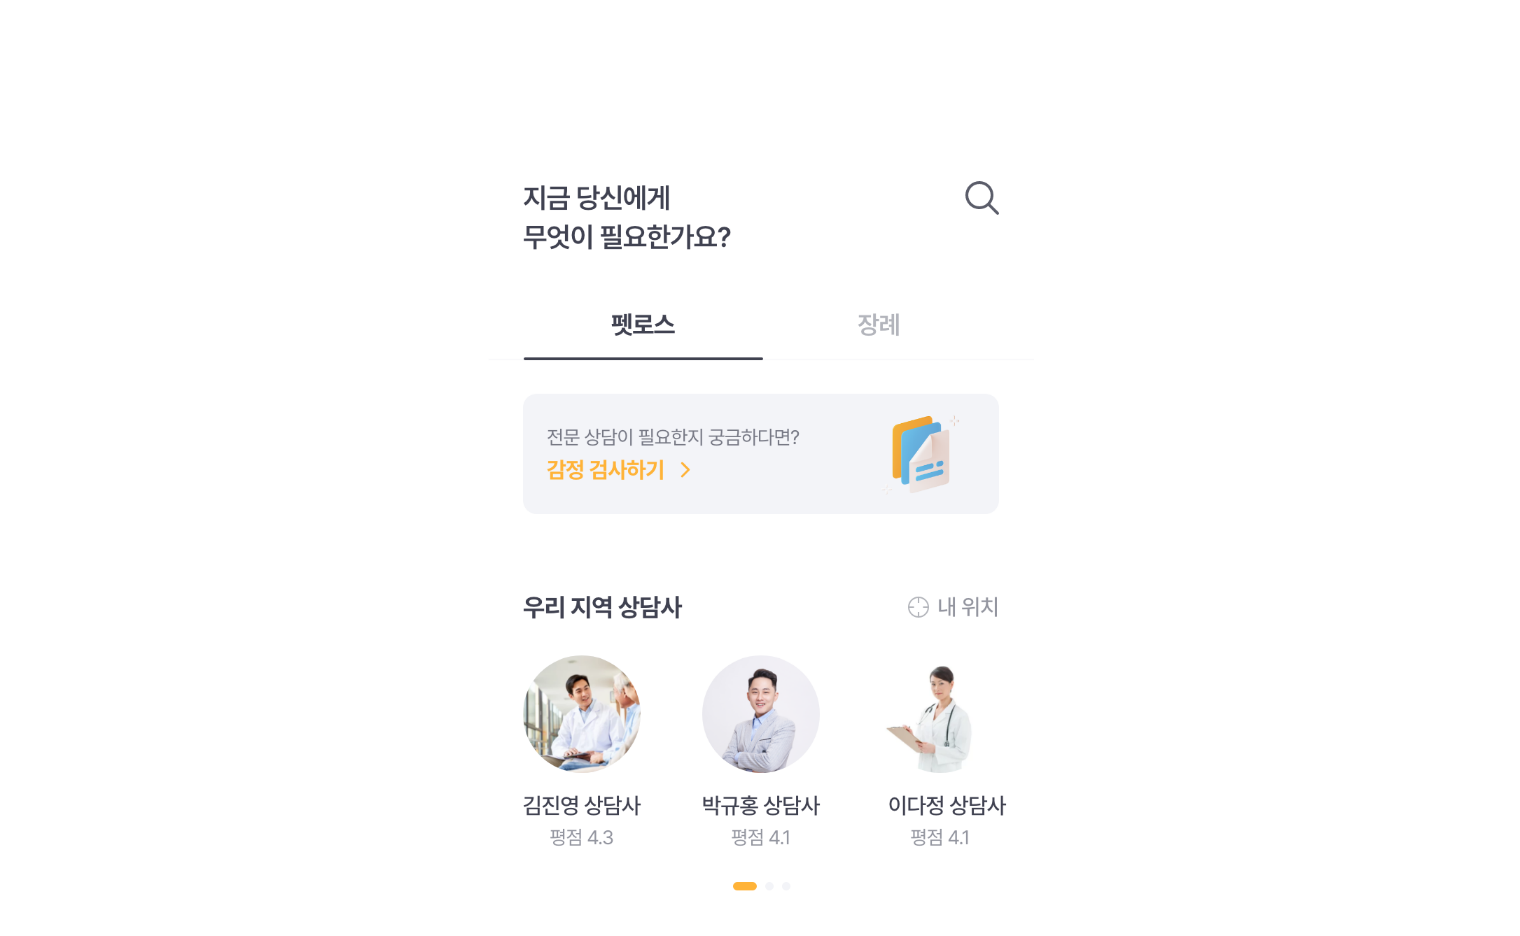 지금 당신에게
무엇이 필요한가요?
펫로스
장례
전문 상담이 필요한지 궁금하다면?
감정 검사하기
우리 지역 상담사
내 위치
김진영 상담사
박규홍 상담사
이다정 상담사
평점 4.3
평점 4.1
평점 4.1